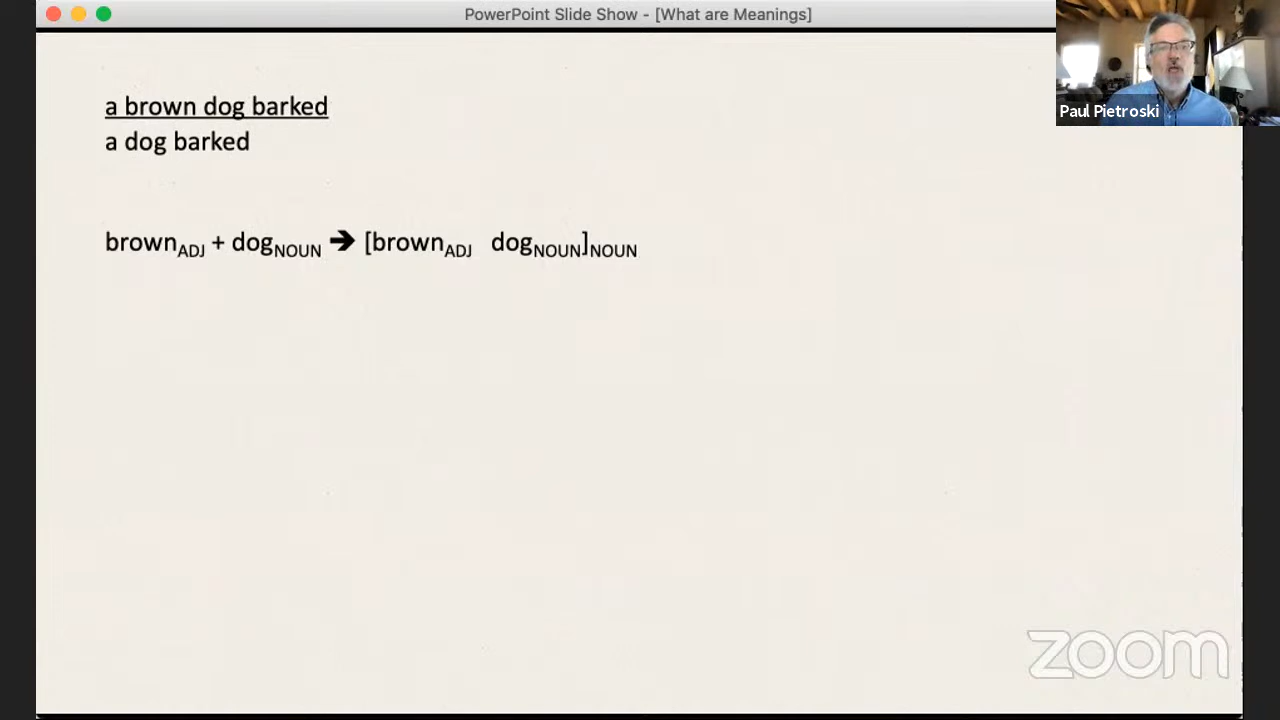 PowerPoint Slide Show - [What are Meanings]
Paul Pietroski
a brown dog barked
a dog barked
brownADJ + dogNOUN ➔ [brownADJ dogNOUN]NOUN
zoom